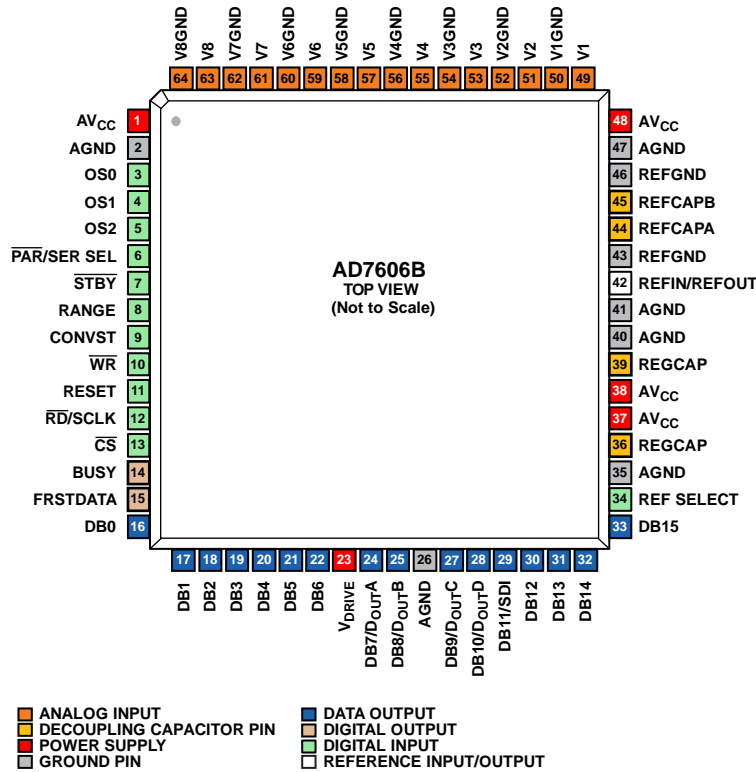 V8GND
V8
V7GND
V7
V6GND
V6
V5GND
V5
V4GND
V4
V3GND
V3
V2GND
V2
V1GND
V1
64 63 62 61 60 59 58 57 56 55 54 53 52 51 50 49
AVCC 1
AGND 2
OS0 3
OS1 4
OS2 5
PAR/SER SEL 6
STBY 7
RANGE 8
CONVST 9
WR 10
RESET 11
RD/SCLK 12
CS 13
BUSY 14
FRSTDATA 15
DB0 16
AD7606B
TOP VIEW
(Not to Scale)
48 AVCC
47 AGND
46 REFGND
45 REFCAPB
44 REFCAPA
43 REFGND
42 REFIN/REFOUT
41 AGND
40 AGND
39 REGCAP
38 AVCC
37 AVCC
36 REGCAP
35 AGND
34 REF SELECT
33 DB15
17 18 19 20 21 22 23 24 25 26 27 28 29 30 31 32
DB1
DB2
DB3
DB4
DB5
DB6
VDRIVE
DB7/DOUTA
DB8/DOUTB
AGND
DB9/DOUTC
DB10/DOUTD
DB11/SDI
DB12
DB13
DB14
ANALOG INPUT
DECOUPLING CAPACITOR PIN
POWER SUPPLY
GROUND PIN
DATA OUTPUT
DIGITAL OUTPUT
DIGITAL INPUT
REFERENCE INPUT/OUTPUT